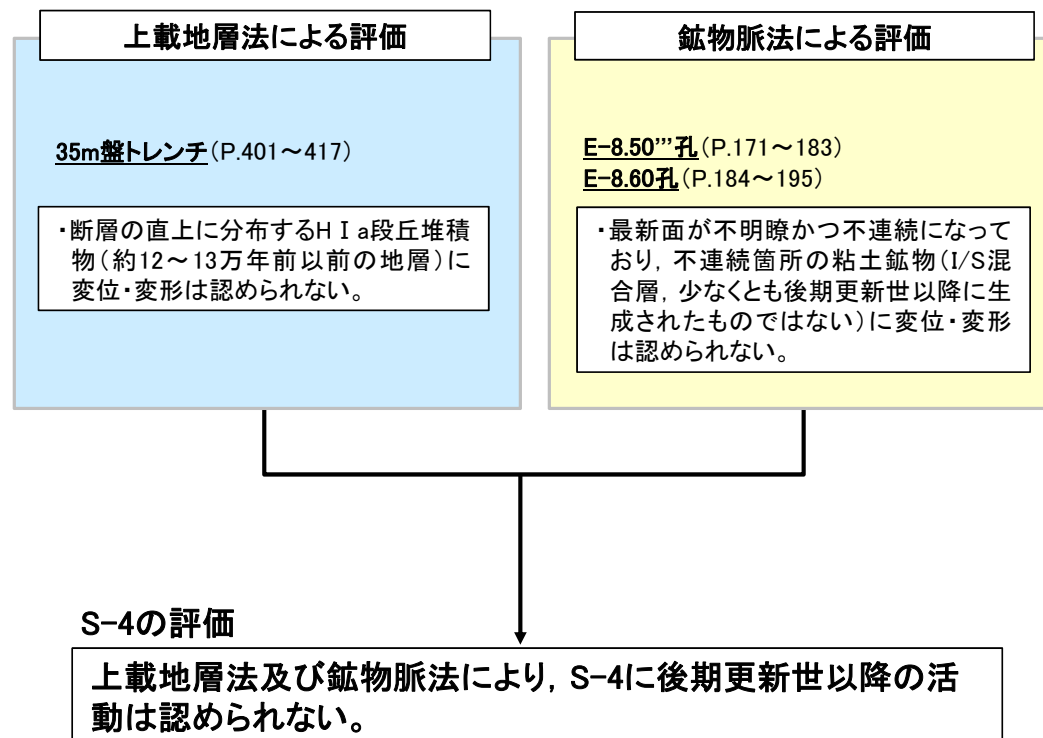 上載地層法による評価
35m盤トレンチ(P.401～417)
・断層の直上に分布するHⅠa段丘堆積
物(約12～13万年前以前の地層)に
変位・変形は認められない。
鉱物脈法による評価
E-8.50'''孔(P.171～183)
E-8.60孔(P.184～195)
・最新面が不明瞭かつ不連続になって
おり，不連続箇所の粘土鉱物(I/S混
合層，少なくとも後期更新世以降に生
成されたものではない)に変位・変形
は認められない。
S-4の評価
上載地層法及び鉱物脈法により，S-4に後期更新世以降の活
動は認められない。